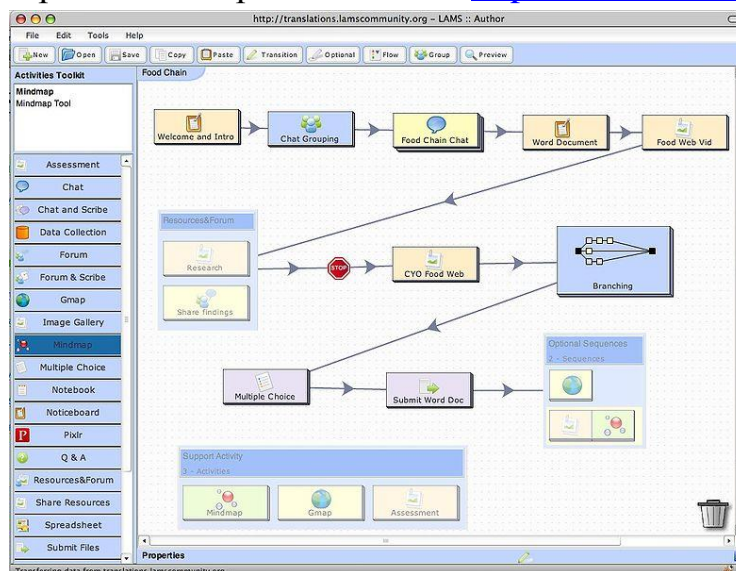 http://translations.lamscommunity.org – LAMS :: Author
File Edit Tools Help
New Open Save Copy Paste Transition Optional Flow Group Preview
Activities Toolkit
Food Chain
Mindmap
Mindmap Tool
Welcome and Intro
Chat Grouping
Food Chain Chat
Word Document
Food Web Vid
Assessment
Chat
Chat and Scribe
Data Collection
Forum
Forum & Scribe
Gmap
Image Gallery
Mindmap
Multiple Choice
Notebook
Noticeboard
Pixlr
Q & A
Resources&Forum
Share Resources
Spreadsheet
Submit Files
Resources&Forum
Research
Share findings
STOP
CYO Food Web
Branching
Multiple Choice
Submit Word Doc
Optional Sequences
2 - Sequences
Support Activity
3 - Activities
Mindmap
Gmap
Assessment
Properties